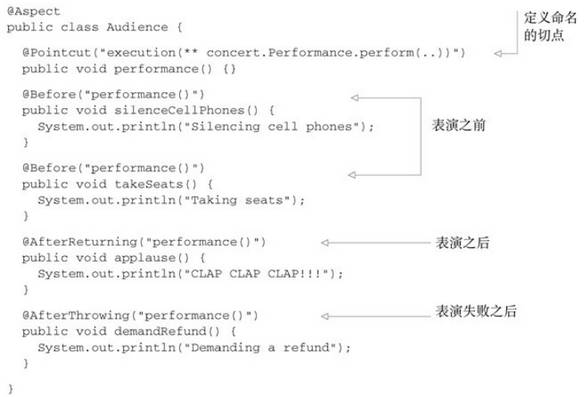 @Aspect
public class Audience {
@Pointcut("execution(** concert.Performance.perform(..))")
定义命名
的切点
public void performance() {}
@Before("performance()")
public void silenceCellPhones() {
System.out.println("Silencing cell phones");
}
表演之前
@Before("performance()")
public void takeSeats() {
System.out.println("Taking seats");
}
@AfterReturning("performance()")
表演之后
public void applause() {
System.out.println("CLAP CLAP CLAP!!!");
}
@AfterThrowing("performance()")
表演失败之后
public void demandRefund() {
System.out.println("Demanding a refund");
}
}